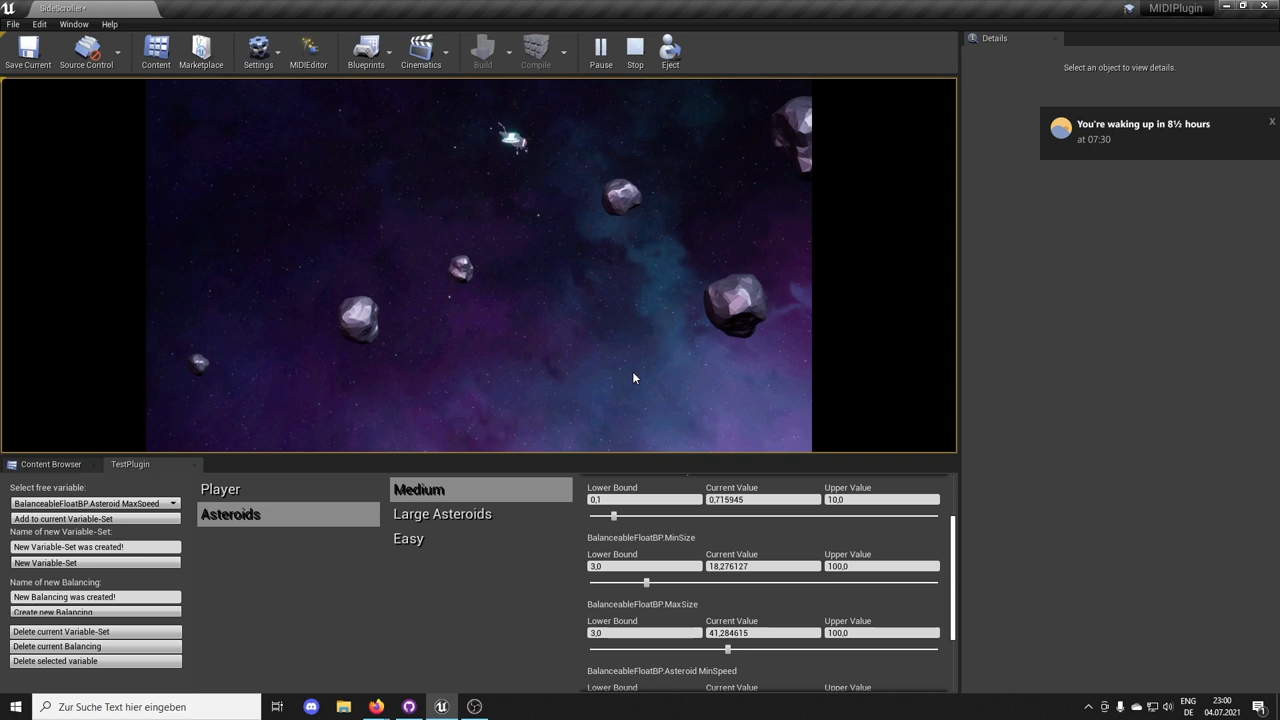 SideScroller*
MIDIPlugin
File Edit Window Help
Save Current Source Control Content Marketplace Settings MIDIEditor Blueprints Cinematics Build Compile Pause Stop Eject
Details
Select an object to view details.
You're waking up in 8½ hours
at 07:30
X
Content Browser TestPlugin
Select free variable:
BalanceableFloatBP.Asteroid MaxSpeed
Add to current Variable-Set
Name of new Variable-Set:
New Variable-Set was created!
New Variable-Set
Name of new Balancing:
New Balancing was created!
Create new Balancing
Delete current Variable-Set
Delete current Balancing
Delete selected variable
Player
Asteroids
Medium
Large Asteroids
Easy
Lower Bound Current Value Upper Value
0,1 0,715945 10,0
BalanceableFloatBP.MinSize
Lower Bound Current Value Upper Value
3,0 18,276127 100,0
BalanceableFloatBP.MaxSize
Lower Bound Current Value Upper Value
3,0 41,284615 100,0
BalanceableFloatBP.Asteroid MinSpeed
Lower Bound Current Value Upper Value
Zur Suche Text hier eingeben
ENG
DE
23:00
04.07.2021
1